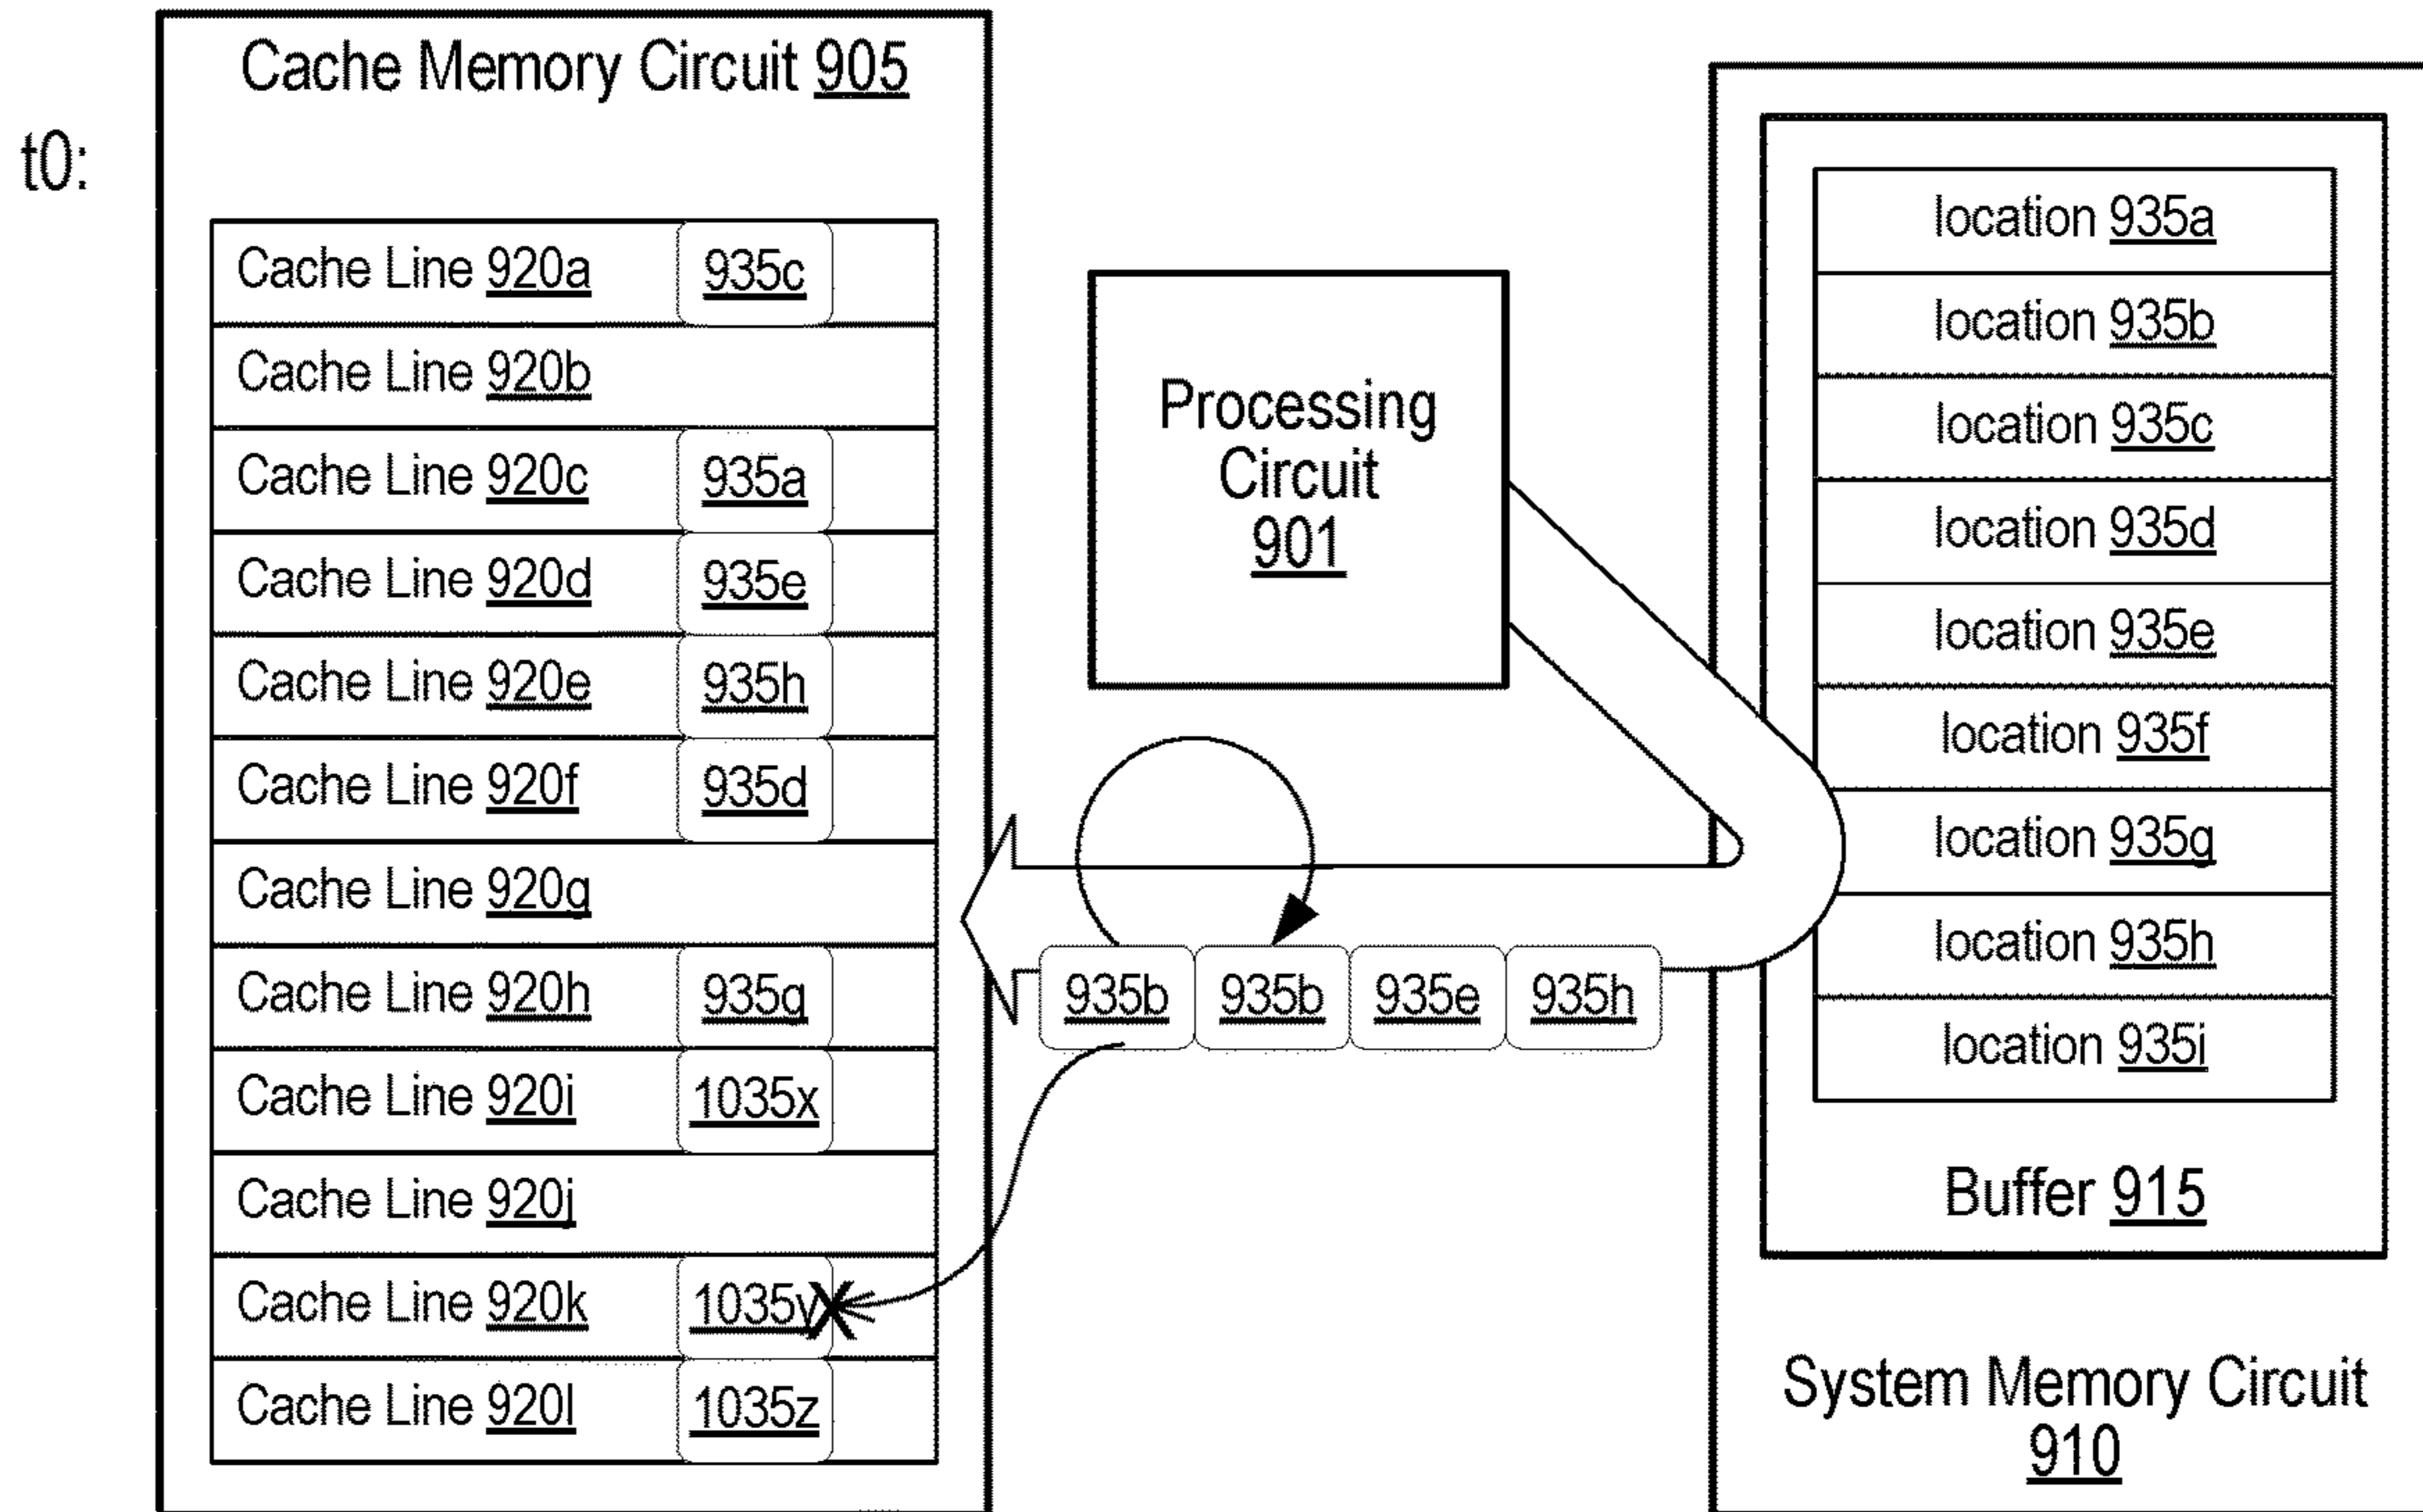 t0:
Cache Memory Circuit 905
Cache Line 920a 935c
Cache Line 920b
Cache Line 920c 935a
Cache Line 920d 935e
Cache Line 920e 935h
Cache Line 920f 935d
Cache Line 920g
Cache Line 920h 935g
Cache Line 920i 1035x
Cache Line 920j
Cache Line 920k 1035y
Cache Line 920l 1035z
Processing
Circuit
901
935b 935b 935e 935h
location 935a
location 935b
location 935c
location 935d
location 935e
location 935f
location 935g
location 935h
location 935i
Buffer 915
System Memory Circuit
910